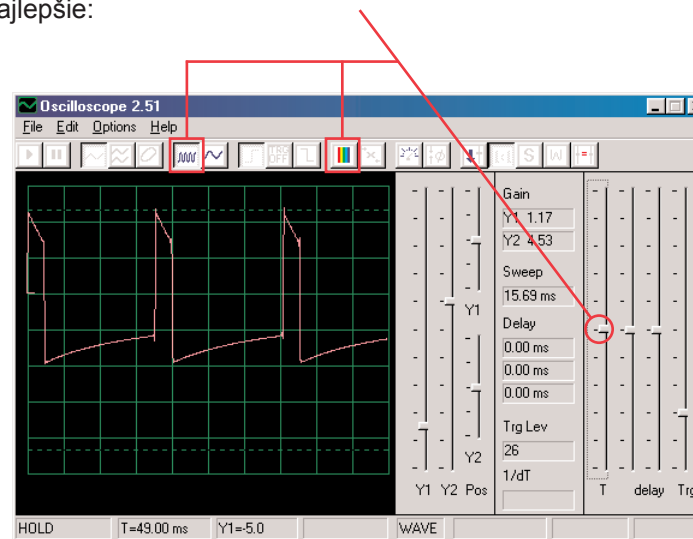 ajlepšie:
Oscilloscope 2.51
File Edit Options Help
TRG
OFF
S
Gain
Y1 1.17
Y2 4.53
Sweep
15.69 ms
Y1
Delay
0.00 ms
0.00 ms
0.00 ms
Trg Lev
26
Y2
1/dT
Y1 Y2 Pos
T delay Trg
HOLD T=49.00 ms Y1=-5.0 WAVE